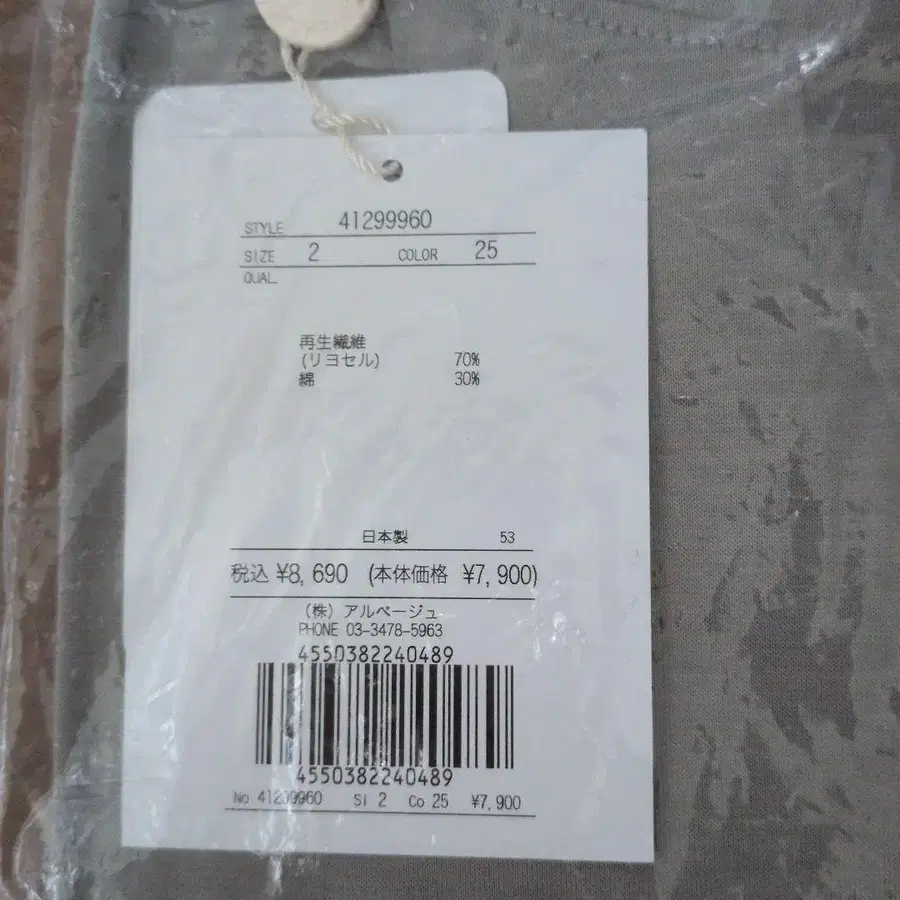 STYLE 41299960
SIZE 2 COLOR 25
QUAL.
再生繊維
(リヨセル) 70%
綿 30%
日本製 53
税込 ¥8,690 (本体価格 ¥7,900)
(株) アルページュ
PHONE 03-3478-5963
4550382240489
4550382240489
No 41299960 SI 2 Co 25 ¥7,900